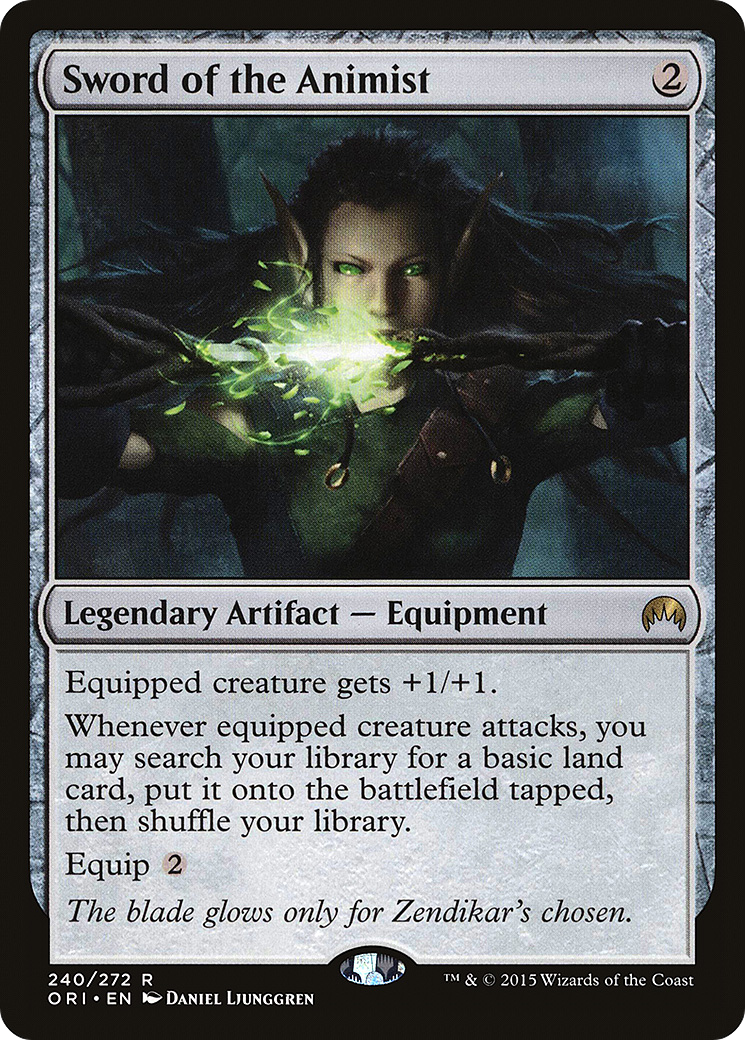 Sword of the Animist 2
Legendary Artifact — Equipment
Equipped creature gets +1/+1.
Whenever equipped creature attacks, you
may search your library for a basic land
card, put it onto the battlefield tapped,
then shuffle your library.
Equip 2
The blade glows only for Zendikar's chosen.
240/272 R
ORI • EN Daniel Ljunggren
™ & © 2015 Wizards of the Coast